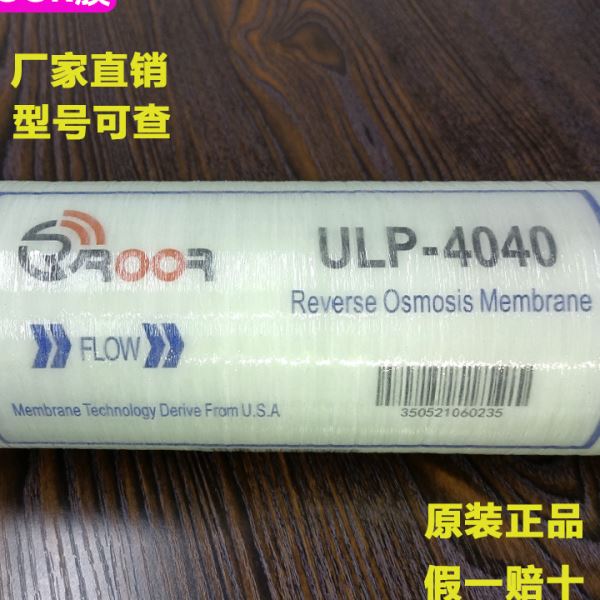 厂家直销
型号可查
ROOR
ULP-4040
Reverse Osmosis Membrane
FLOW
Membrane Technology Derive From U.S.A
350521060235
原装正品
假一赔十